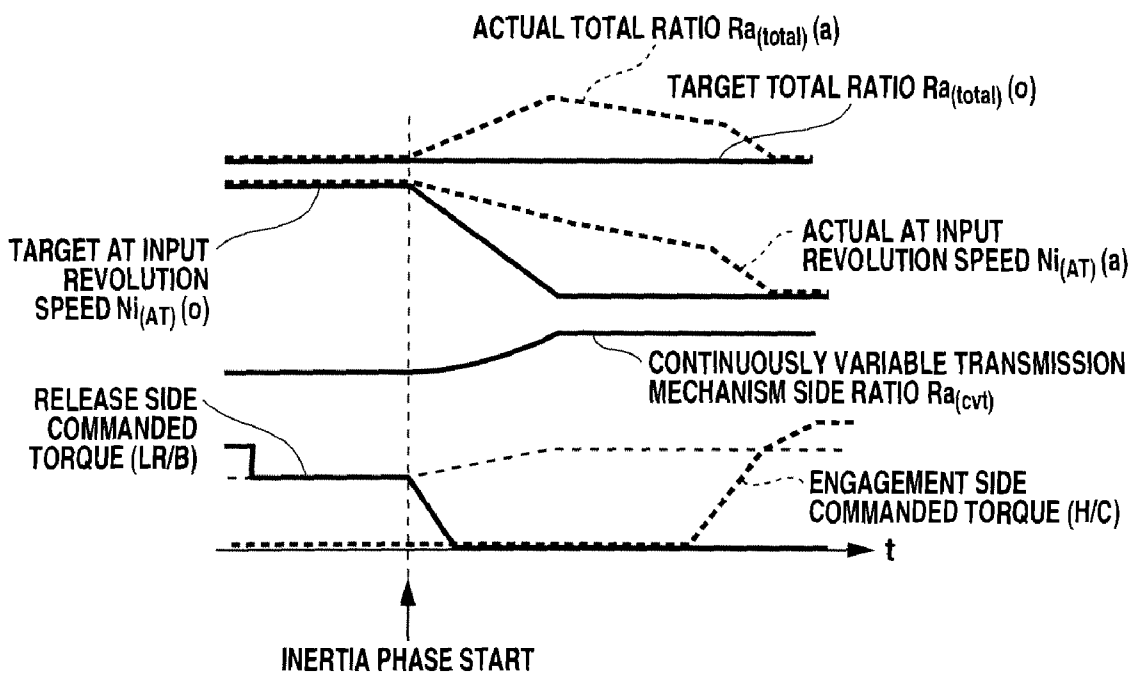 ACTUAL TOTAL RATIO Ra(total) (a)
TARGET TOTAL RATIO Ra(total) (o)
TARGET AT INPUT
REVOLUTION
SPEED Ni(AT) (o)
ACTUAL AT INPUT
REVOLUTION SPEED Ni(AT) (a)
CONTINUOUSLY VARIABLE TRANSMISSION
MECHANISM SIDE RATIO Ra(cvt)
RELEASE SIDE
COMMANDED
TORQUE (LR/B)
ENGAGEMENT SIDE
COMMANDED TORQUE (H/C)
t
INERTIA PHASE START